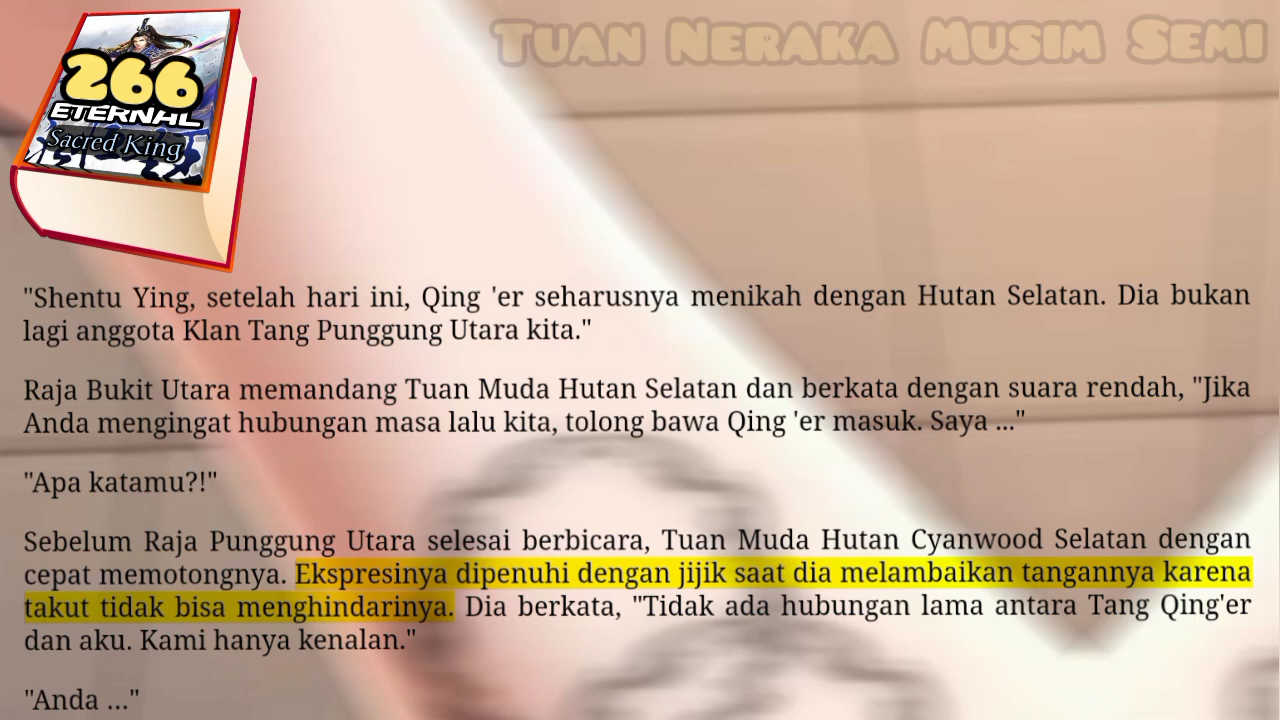 TUAN NERAKA MUSIM SEMI
266
ETERNAL
Sacred King
"Shentu Ying, setelah hari ini, Qing 'er seharusnya menikah dengan Hutan Selatan. Dia bukan
lagi anggota Klan Tang Punggung Utara kita."
Raja Bukit Utara memandang Tuan Muda Hutan Selatan dan berkata dengan suara rendah, "Jika
Anda mengingat hubungan masa lalu kita, tolong bawa Qing 'er masuk. Saya ..."
"Apa katamu?!"
Sebelum Raja Punggung Utara selesai berbicara, Tuan Muda Hutan Cyanwood Selatan dengan
cepat memotongnya. Ekspresinya dipenuhi dengan jijik saat dia melambaikan tangannya karena
takut tidak bisa menghindarinya. Dia berkata, "Tidak ada hubungan lama antara Tang Qing'er
dan aku. Kami hanya kenalan."
"Anda ..."